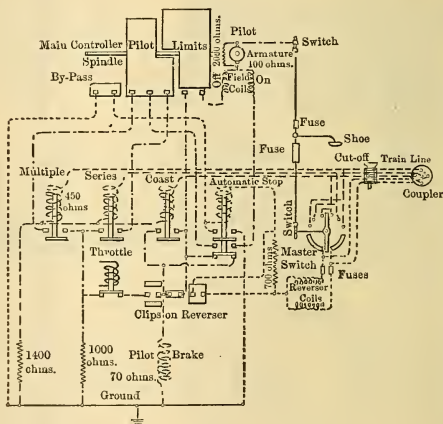 Main Controller
Spindle
Pilot
Limits
2000 ohms.
Pilot
Armature
100 ohms.
Switch
By-Pass
Off
Field
Coils
On
Fuse
Shoe
Fuse
Cut-off
Train Line
Coupler
Multiple
Series
Coast
Automatic Stop
450
ohms
Switch
Throttle
Master
Switch
Fuses
700 ohms
Reverser
Coils
Clips on Reverser
1400
ohms
1000
ohms.
Pilot
Brake
70 ohms.
Ground